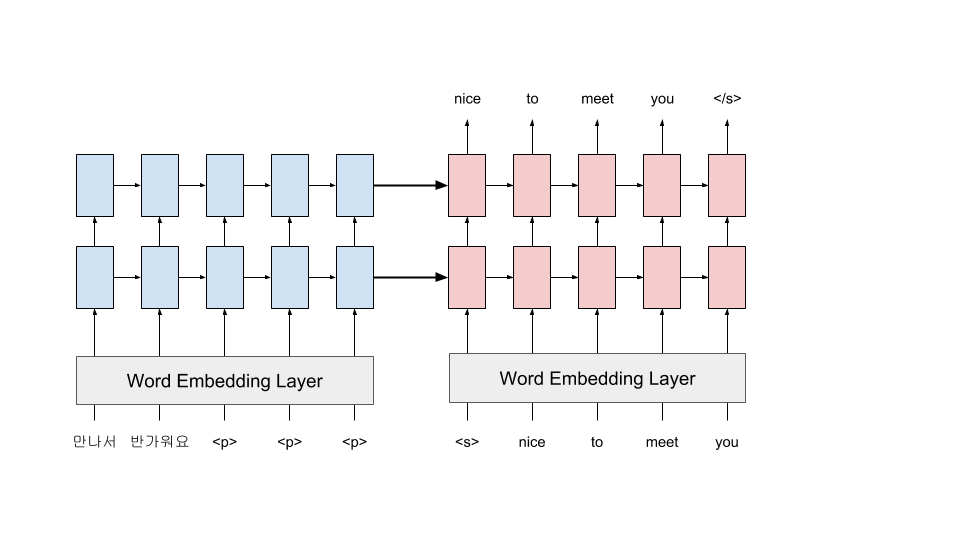 nice to meet you </s>
Word Embedding Layer
Word Embedding Layer
만나서 반가워요 <p> <p> <p>
<s> nice to meet you